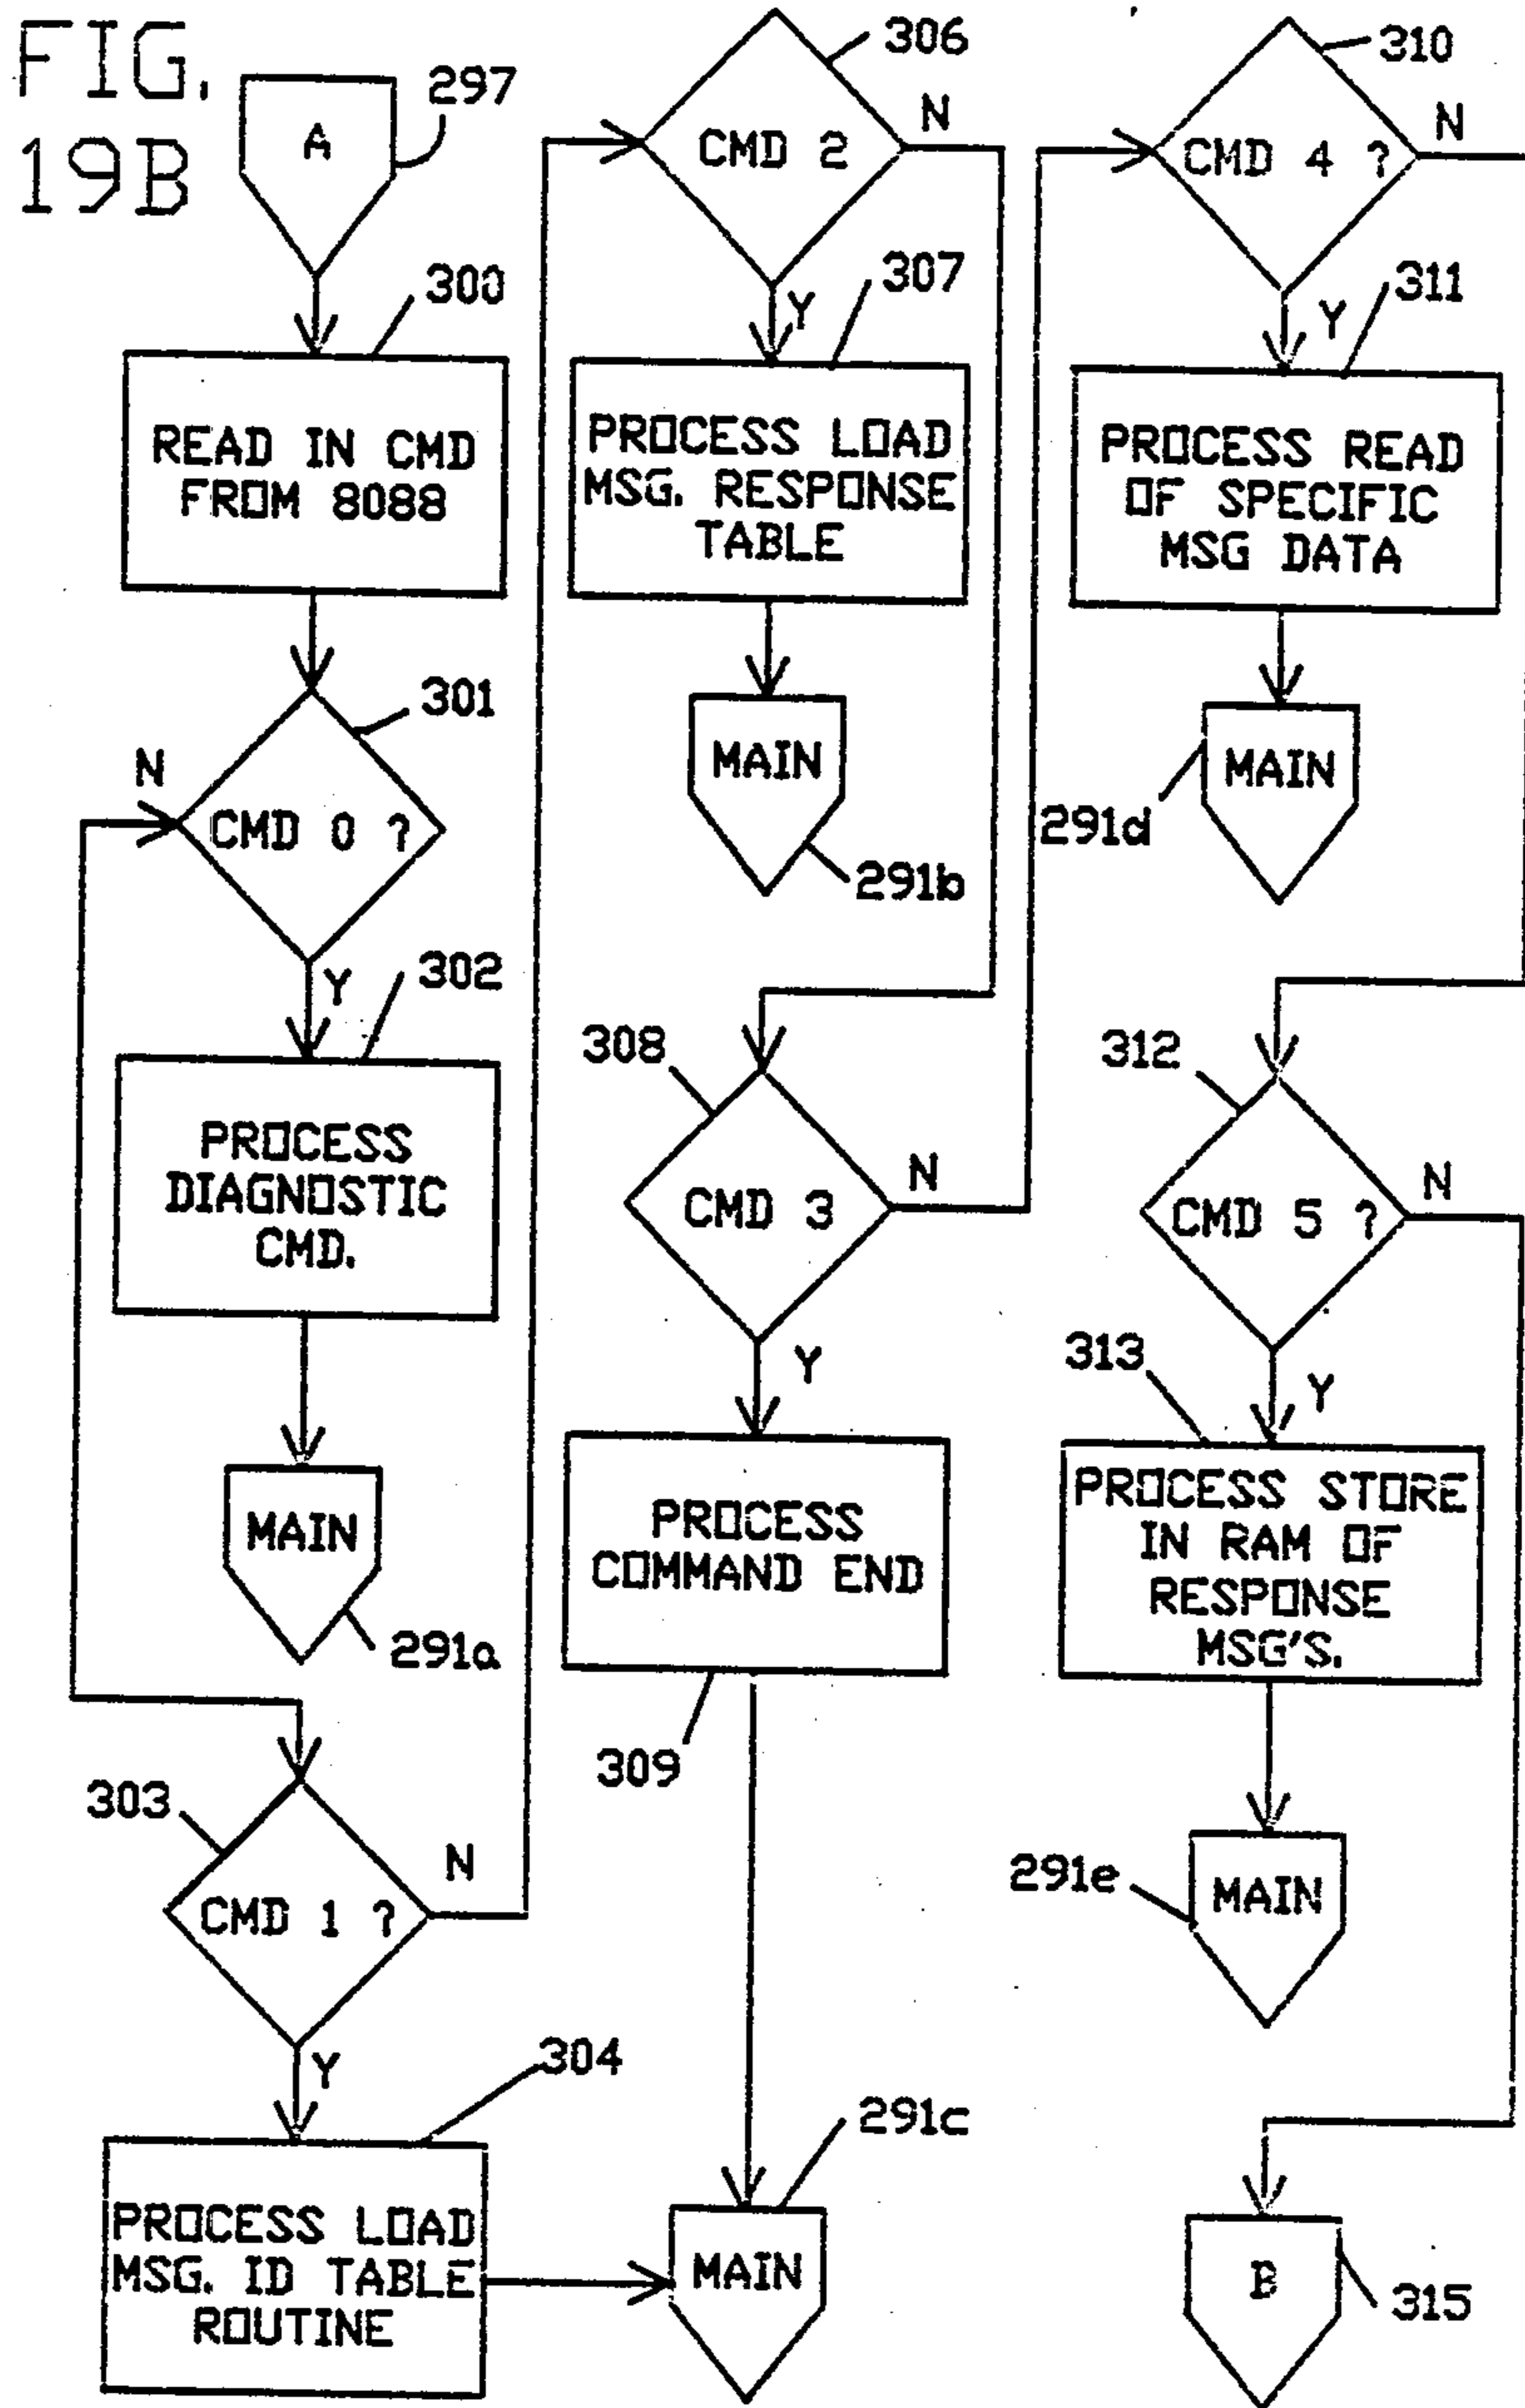 FIG.
19B
A
297
300
READ IN CMD
FROM 8088
301
N
CMD 0 ?
Y
302
PROCESS
DIAGNOSTIC
CMD.
MAIN
291a
303
CMD 1 ?
N
Y
304
PROCESS LOAD
MSG. ID TABLE
ROUTINE
306
CMD 2
N
Y
307
PROCESS LOAD
MSG. RESPONSE
TABLE
MAIN
291b
308
CMD 3
N
Y
PROCESS
COMMAND END
309
291c
MAIN
310
CMD 4 ?
N
Y
311
PROCESS READ
OF SPECIFIC
MSG DATA
MAIN
291d
312
CMD 5 ?
N
Y
313
PROCESS STORE
IN RAM OF
RESPONSE
MSG'S.
291e
MAIN
B
315